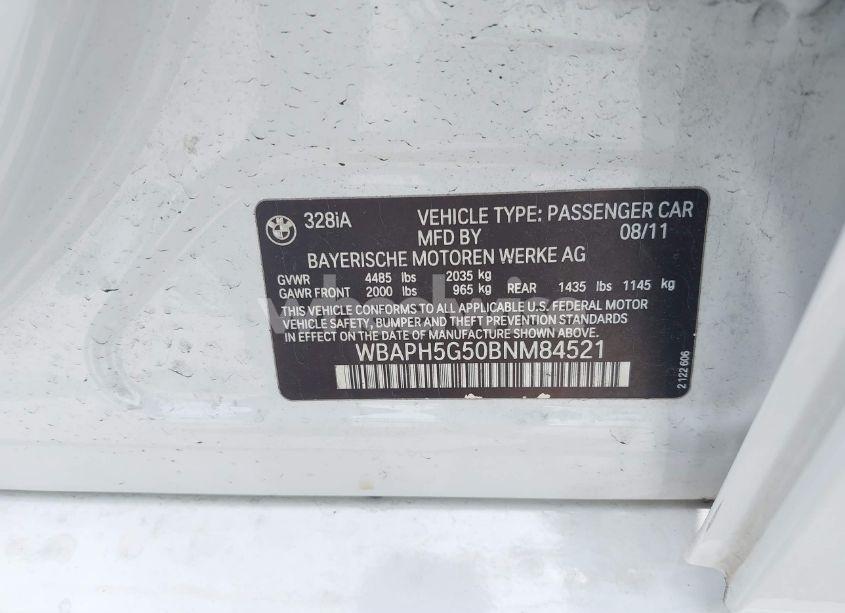 328iA VEHICLE TYPE: PASSENGER CAR
MFD BY 08/11
BAYERISCHE MOTOREN WERKE AG
GVWR 4485 lbs 2035 kg
GAWR FRONT 2000 lbs 965 kg REAR 1435 lbs 1145 kg
THIS VEHICLE CONFORMS TO ALL APPLICABLE U.S. FEDERAL MOTOR
VEHICLE SAFETY, BUMPER AND THEFT PREVENTION STANDARDS
IN EFFECT ON THE DATE OF MANUFACTURE SHOWN ABOVE.
WBAPH5G50BNM84521
2 122 606